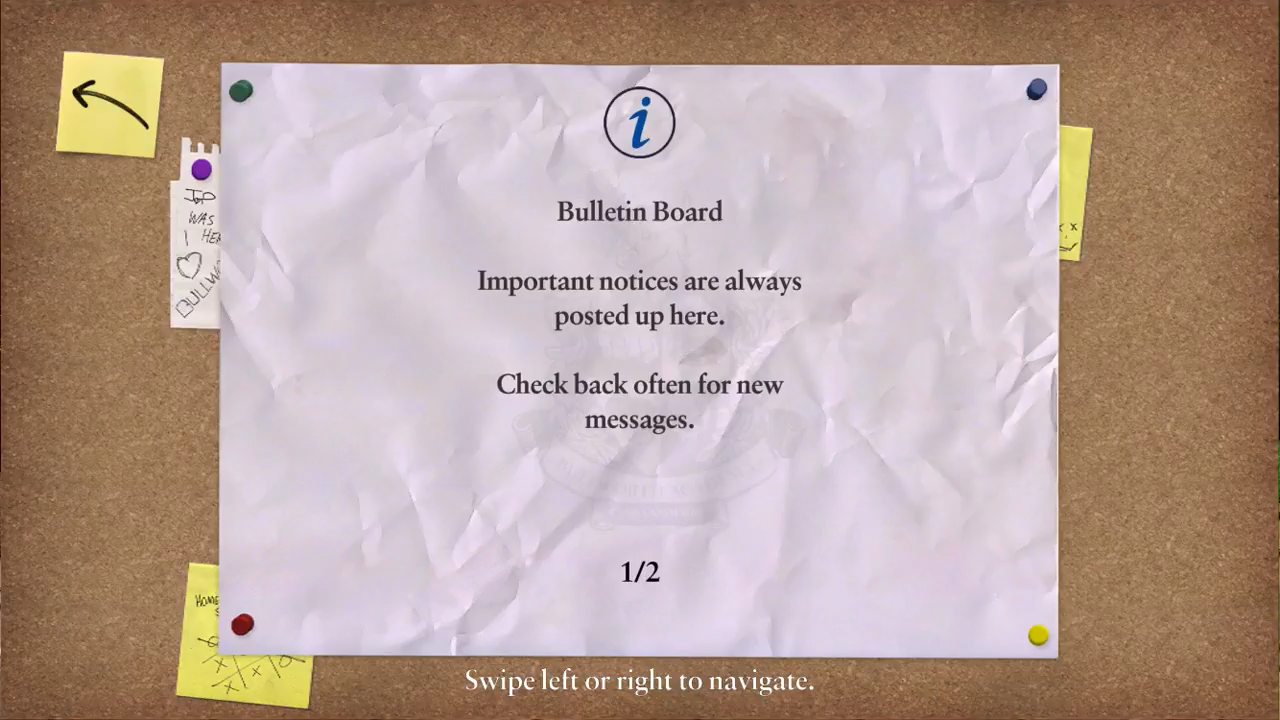 i
Bulletin Board
Important notices are always
posted up here.
Check back often for new
messages.
1/2
Swipe left or right to navigate.
WAS
I